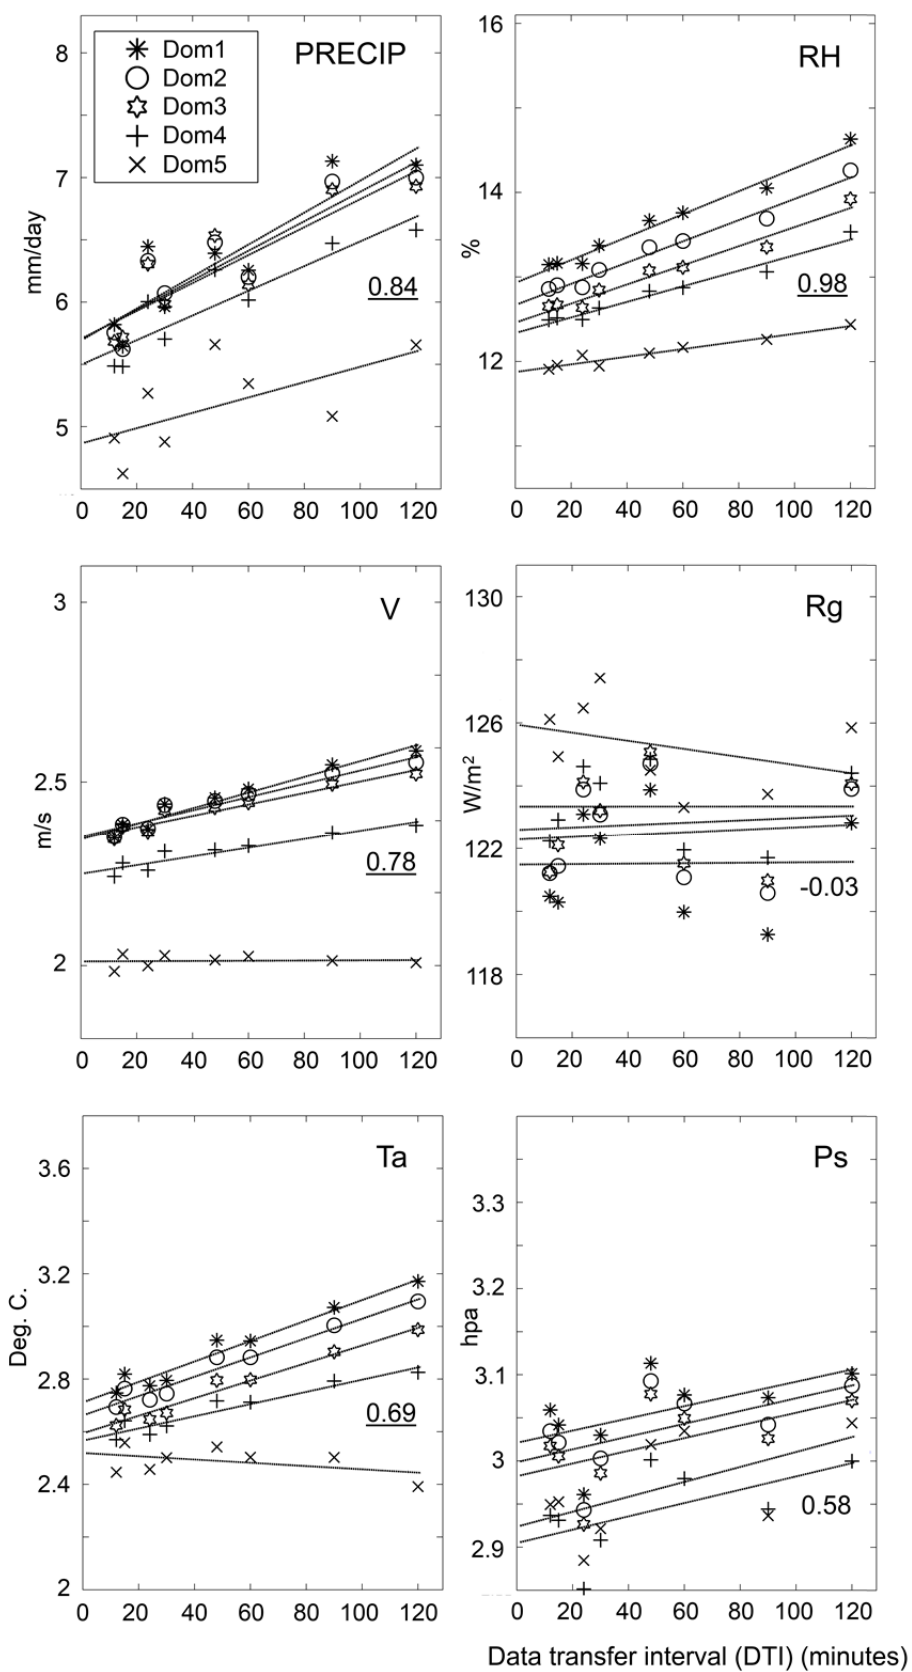 PRECIP
Dom1
Dom2
Dom3
Dom4
Dom5
8
7
6
5
mm/day
0.84
0 20 40 60 80 100 120
RH
16
14
12
%
0.98
0 20 40 60 80 100 120
V
3
2.5
2
m/s
0.78
0 20 40 60 80 100 120
Rg
130
126
122
118
W/m²
-0.03
0 20 40 60 80 100 120
Ta
3.6
3.2
2.8
2.4
2
Deg. C.
0.69
0 20 40 60 80 100 120
Ps
3.3
3.2
3.1
3
2.9
hpa
0.58
0 20 40 60 80 100 120
Data transfer interval (DTI) (minutes)